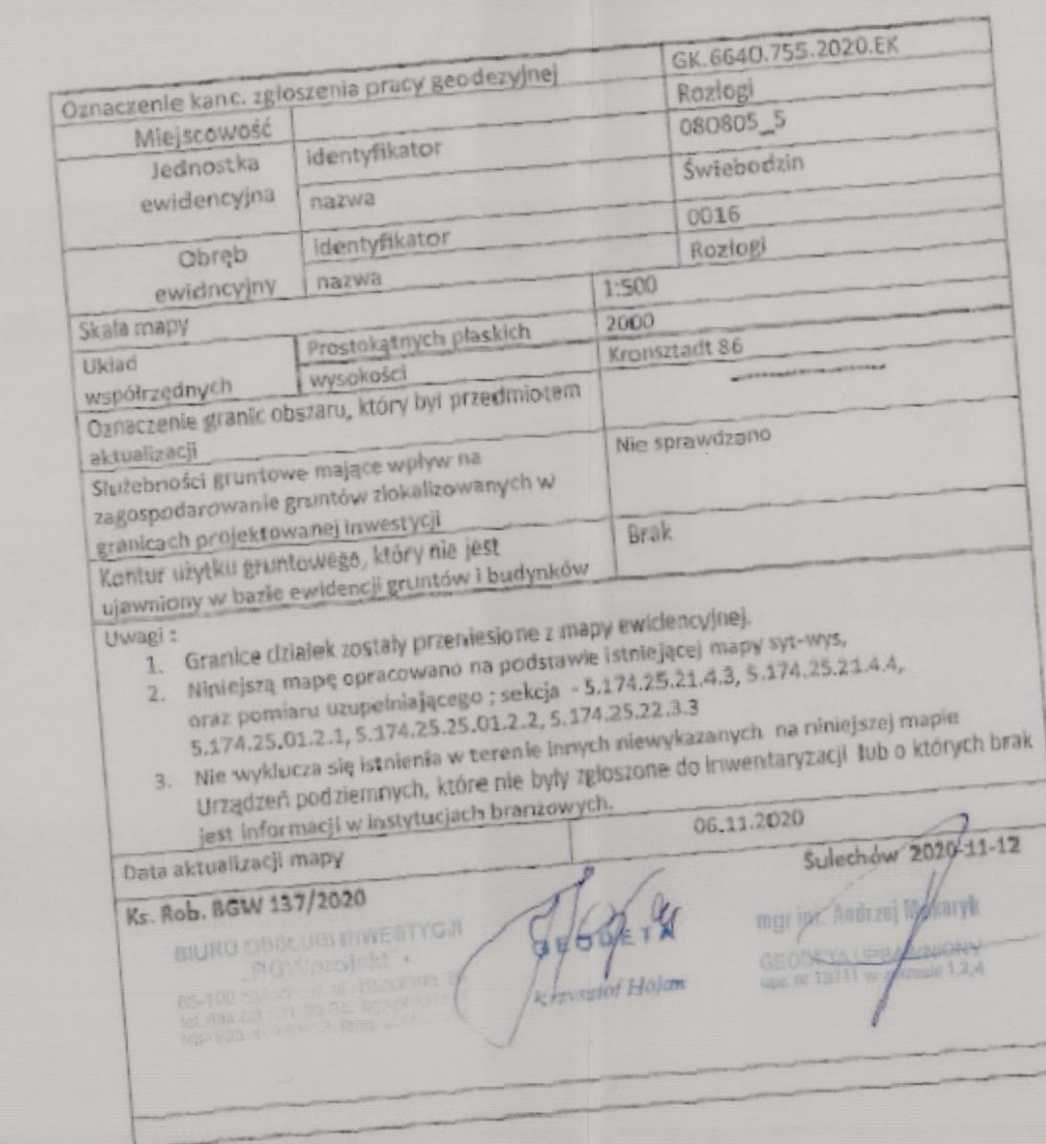 Oznaczenie kanc. zgłoszenia pracy geodezyjnej GK.6640.755.2020.EK
Miejscowość Rozłogi
Jednostka ewidencyjna identyfikator 080805_5
nazwa Świebodzin
Obręb ewidncyjny identyfikator 0016
nazwa Rozłogi
Skala mapy 1:500
Układ współrzędnych Prostokątnych płaskich 2000
wysokości Kronsztadt 86
Oznaczenie granic obszaru, który był przedmiotem
aktualizacji
Służebności gruntowe mające wpływ na Nie sprawdzano
zagospodarowanie gruntów zlokalizowanych w
granicach projektowanej inwestycji
Kontur użytku gruntowego, który nie jest Brak
ujawniony w bazie ewidencji gruntów i budynków
Uwagi :
1. Granice działek zostały przeniesione z mapy ewidencyjnej.
2. Niniejszą mapę opracowano na podstawie istniejącej mapy syt-wys,
oraz pomiaru uzupełniającego ; sekcja - 5.174.25.21.4.3, 5.174.25.21.4.4,
5.174.25.01.2.1, 5.174.25.25.01.2.2, 5.174.25.22.3.3
3. Nie wyklucza się istnienia w terenie innych niewykazanych na niniejszej mapie
Urządzeń podziemnych, które nie były zgłoszone do inwentaryzacji lub o których brak
jest informacji w instytucjach branżowych.
Data aktualizacji mapy 06.11.2020
Ks. Rob. BGW 137/2020 Sulechów 2020-11-12
BIURO OBSŁUGI INWESTYCJI
GEODETA
Krzysztof Hojan
mgr inż. Andrzej Makaryk
GEODETA UPRAWNIONY